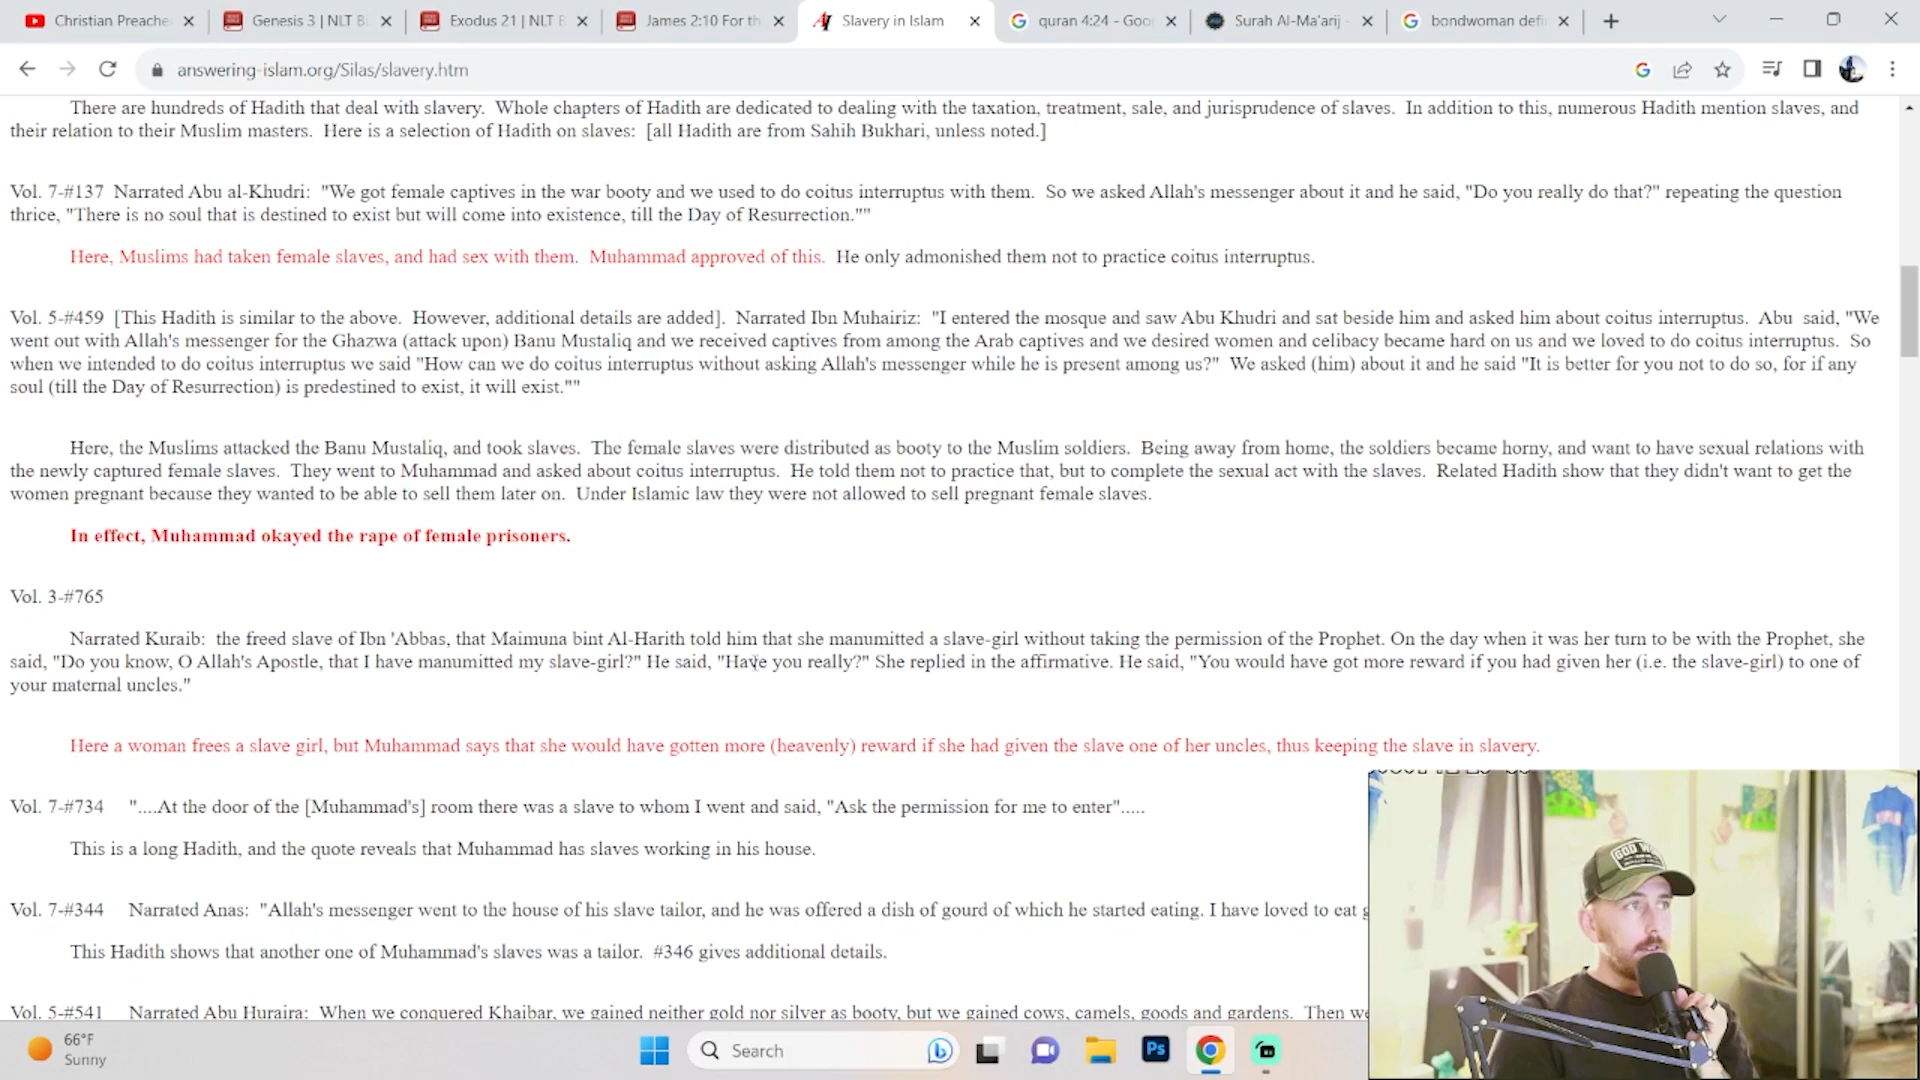 Christian Preache
Genesis 3 | NLT B
Exodus 21 | NLT B
James 2:10 For th
Slavery in Islam
quran 4:24 - Goo
Surah Al-Ma'arij -
bondwoman defi
answering-islam.org/Silas/slavery.htm
There are hundreds of Hadith that deal with slavery. Whole chapters of Hadith are dedicated to dealing with the taxation, treatment, sale, and jurisprudence of slaves. In addition to this, numerous Hadith mention slaves, and
their relation to their Muslim masters. Here is a selection of Hadith on slaves: [all Hadith are from Sahih Bukhari, unless noted.]
Vol. 7-#137 Narrated Abu al-Khudri: "We got female captives in the war booty and we used to do coitus interruptus with them. So we asked Allah's messenger about it and he said, "Do you really do that?" repeating the question
thrice, "There is no soul that is destined to exist but will come into existence, till the Day of Resurrection.""
Here, Muslims had taken female slaves, and had sex with them. Muhammad approved of this. He only admonished them not to practice coitus interruptus.
Vol. 5-#459 [This Hadith is similar to the above. However, additional details are added]. Narrated Ibn Muhairiz: "I entered the mosque and saw Abu Khudri and sat beside him and asked him about coitus interruptus. Abu said, "We
went out with Allah's messenger for the Ghazwa (attack upon) Banu Mustaliq and we received captives from among the Arab captives and we desired women and celibacy became hard on us and we loved to do coitus interruptus. So
when we intended to do coitus interruptus we said "How can we do coitus interruptus without asking Allah's messenger while he is present among us?" We asked (him) about it and he said "It is better for you not to do so, for if any
soul (till the Day of Resurrection) is predestined to exist, it will exist.""
Here, the Muslims attacked the Banu Mustaliq, and took slaves. The female slaves were distributed as booty to the Muslim soldiers. Being away from home, the soldiers became horny, and want to have sexual relations with
the newly captured female slaves. They went to Muhammad and asked about coitus interruptus. He told them not to practice that, but to complete the sexual act with the slaves. Related Hadith show that they didn't want to get the
women pregnant because they wanted to be able to sell them later on. Under Islamic law they were not allowed to sell pregnant female slaves.
In effect, Muhammad okayed the rape of female prisoners.
Vol. 3-#765
Narrated Kuraib: the freed slave of Ibn 'Abbas, that Maimuna bint Al-Harith told him that she manumitted a slave-girl without taking the permission of the Prophet. On the day when it was her turn to be with the Prophet, she
said, "Do you know, O Allah's Apostle, that I have manumitted my slave-girl?" He said, "Have you really?" She replied in the affirmative. He said, "You would have got more reward if you had given her (i.e. the slave-girl) to one of
your maternal uncles."
Here a woman frees a slave girl, but Muhammad says that she would have gotten more (heavenly) reward if she had given the slave one of her uncles, thus keeping the slave in slavery.
Vol. 7-#734 "....At the door of the [Muhammad's] room there was a slave to whom I went and said, "Ask the permission for me to enter".....
This is a long Hadith, and the quote reveals that Muhammad has slaves working in his house.
Vol. 7-#344 Narrated Anas: "Allah's messenger went to the house of his slave tailor, and he was offered a dish of gourd of which he started eating. I have loved to eat g
This Hadith shows that another one of Muhammad's slaves was a tailor. #346 gives additional details.
Vol. 5-#541 Narrated Abu Huraira: When we conquered Khaibar, we gained neither gold nor silver as booty, but we gained cows, camels, goods and gardens. Then we
GOD W
66°F
Sunny
Search
Ps